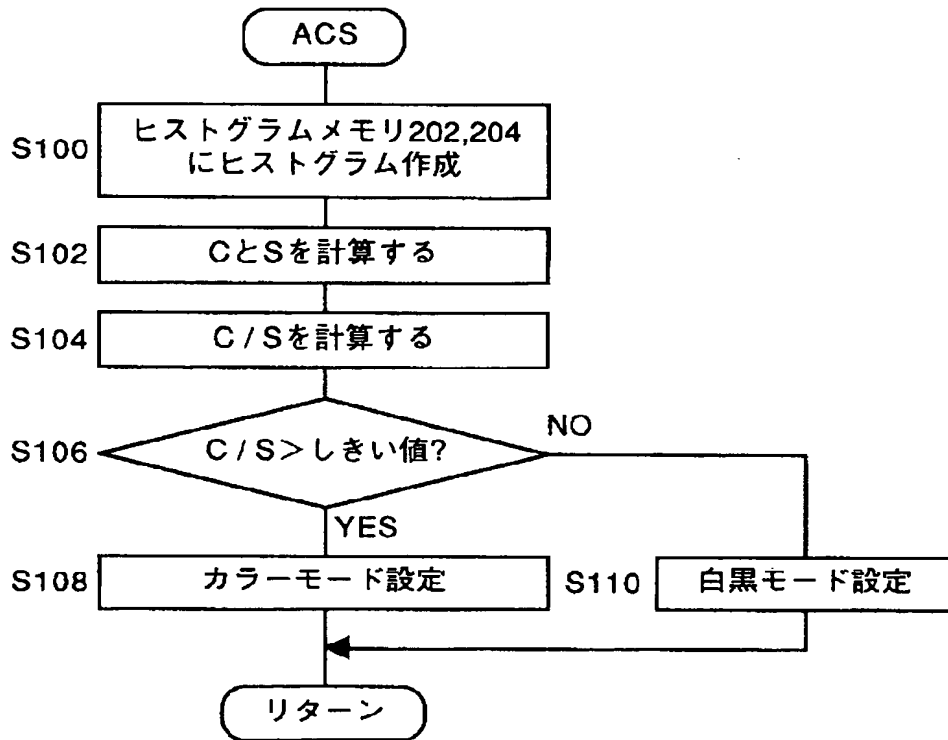 ACS
S100
ヒストグラムメモリ202,204
にヒストグラム作成
S102
CとSを計算する
S104
C/Sを計算する
S106
C/S>しきい値?
NO
YES
S108
カラーモード設定
S110
白黒モード設定
リターン